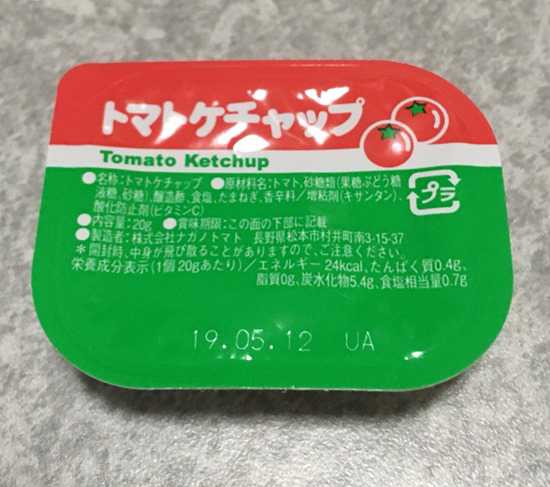 トマトケチャップ
Tomato Ketchup
●名称:トマトケチャップ ●原材料名:トマト、砂糖類(果糖ぶどう糖
液糖、砂糖)、醸造酢、食塩、たまねぎ、香辛料/増粘剤(キサンタン)、
酸化防止剤(ビタミンC)
プラ
●内容量:20g ●賞味期限:この面の下部に記載
●製造者:株式会社ナガノトマト 長野県松本市村井町南3-15-37
＊開封時、中身が飛び散ることがありますので、ご注意ください。
栄養成分表示(1個20gあたり)/エネルギー24kcal、たんぱく質0.4g、
脂質0g、炭水化物5.4g、食塩相当量0.7g
19.05.12 UA